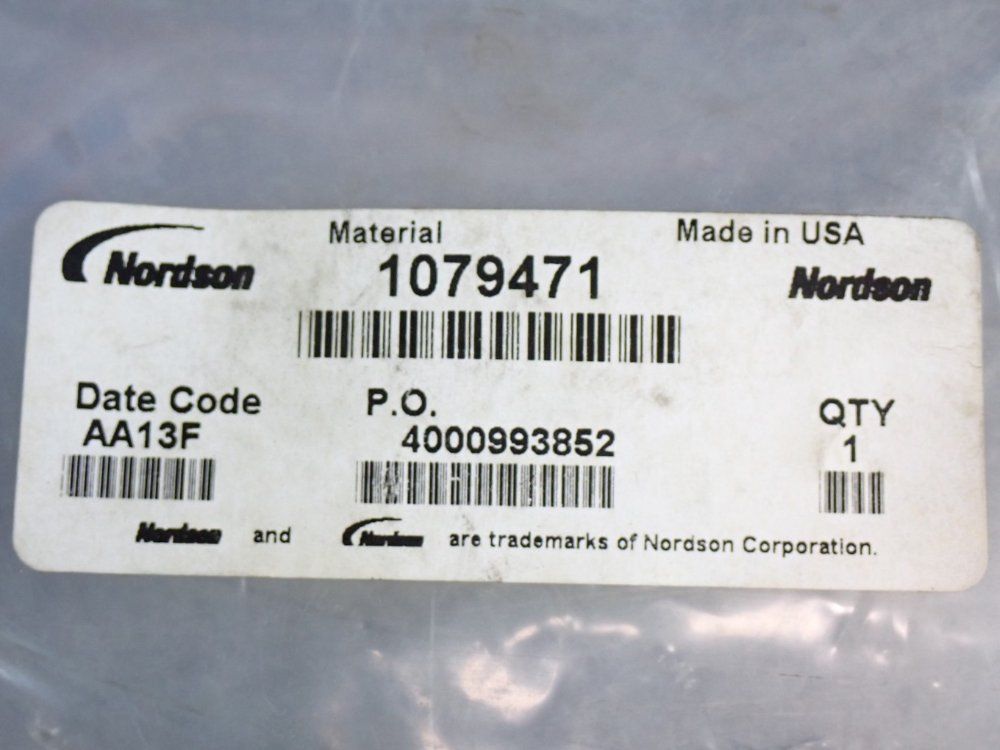 Nordson
Material
1079471
Made in USA
Nordson
Date Code
AA13F
P.O.
4000993852
QTY
1
Nordson and Nordson are trademarks of Nordson Corporation.